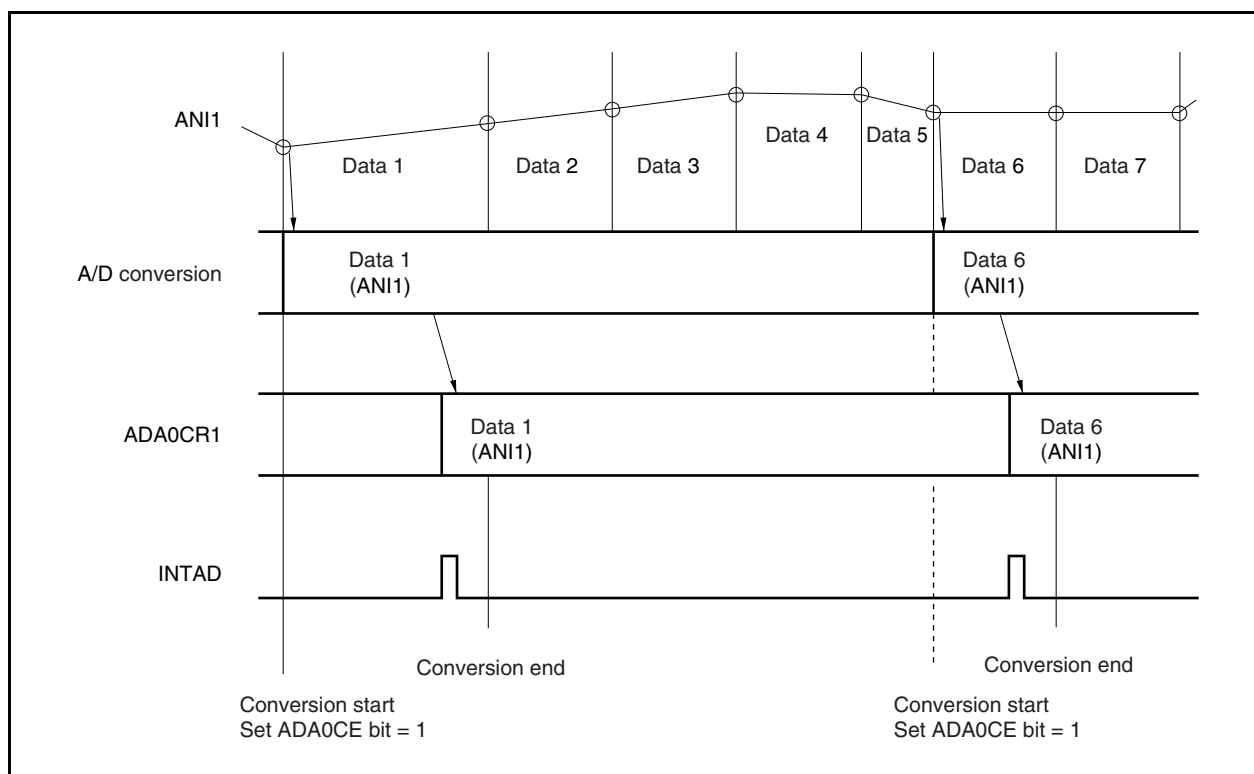 ANI1
Data 1
Data 2
Data 3
Data 4
Data 5
Data 6
Data 7
A/D conversion
Data 1
(ANI1)
Data 6
(ANI1)
ADA0CR1
Data 1
(ANI1)
Data 6
(ANI1)
INTAD
Conversion end
Conversion end
Conversion start
Set ADA0CE bit = 1
Conversion start
Set ADA0CE bit = 1